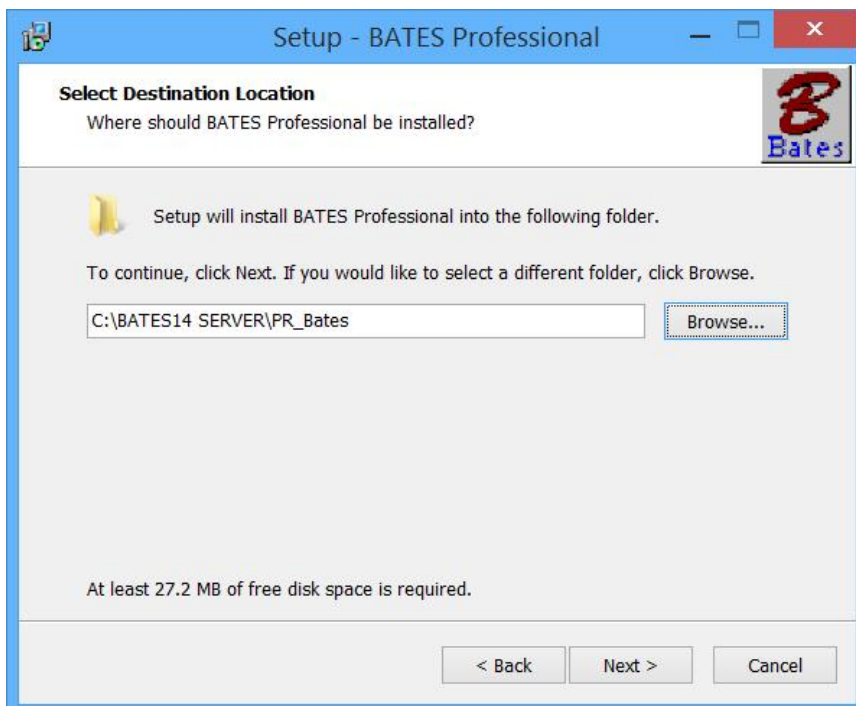 Setup - BATES Professional
Select Destination Location
Where should BATES Professional be installed?
B
Bates
Setup will install BATES Professional into the following folder.
To continue, click Next. If you would like to select a different folder, click Browse.
C:\BATES14 SERVER\PR_Bates
Browse...
At least 27.2 MB of free disk space is required.
< Back
Next >
Cancel